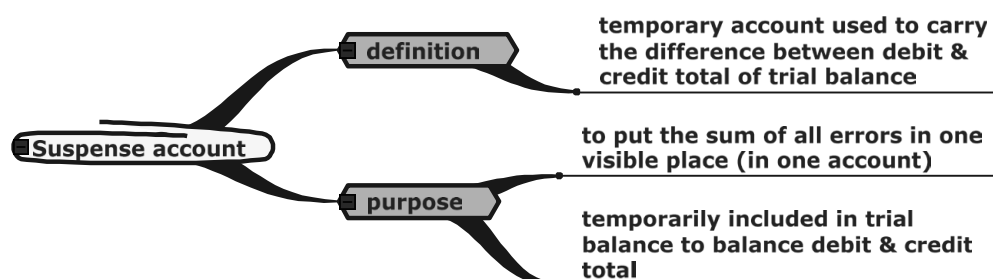 temporary account used to carry
the difference between debit &
credit total of trial balance
definition
Suspense account
to put the sum of all errors in one
visible place (in one account)
purpose
temporarily included in trial
balance to balance debit & credit
total